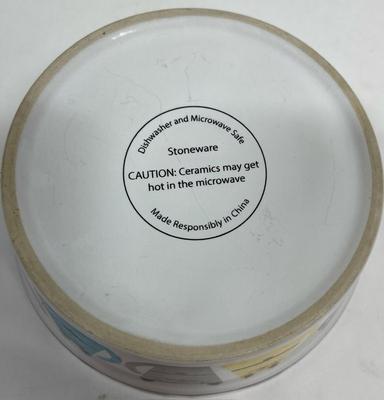 Dishwasher and Microwave Safe
Stoneware
CAUTION: Ceramics may get
hot in the microwave
Made Responsibly in China